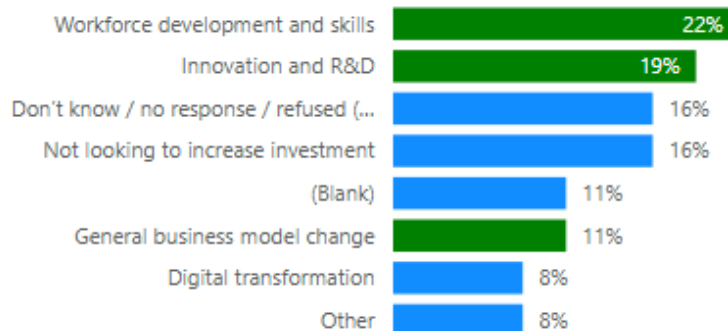 Workforce development and skills 22%
Innovation and R&D 19%
Don't know / no response / refused (... 16%
Not looking to increase investment 16%
(Blank) 11%
General business model change 11%
Digital transformation 8%
Other 8%